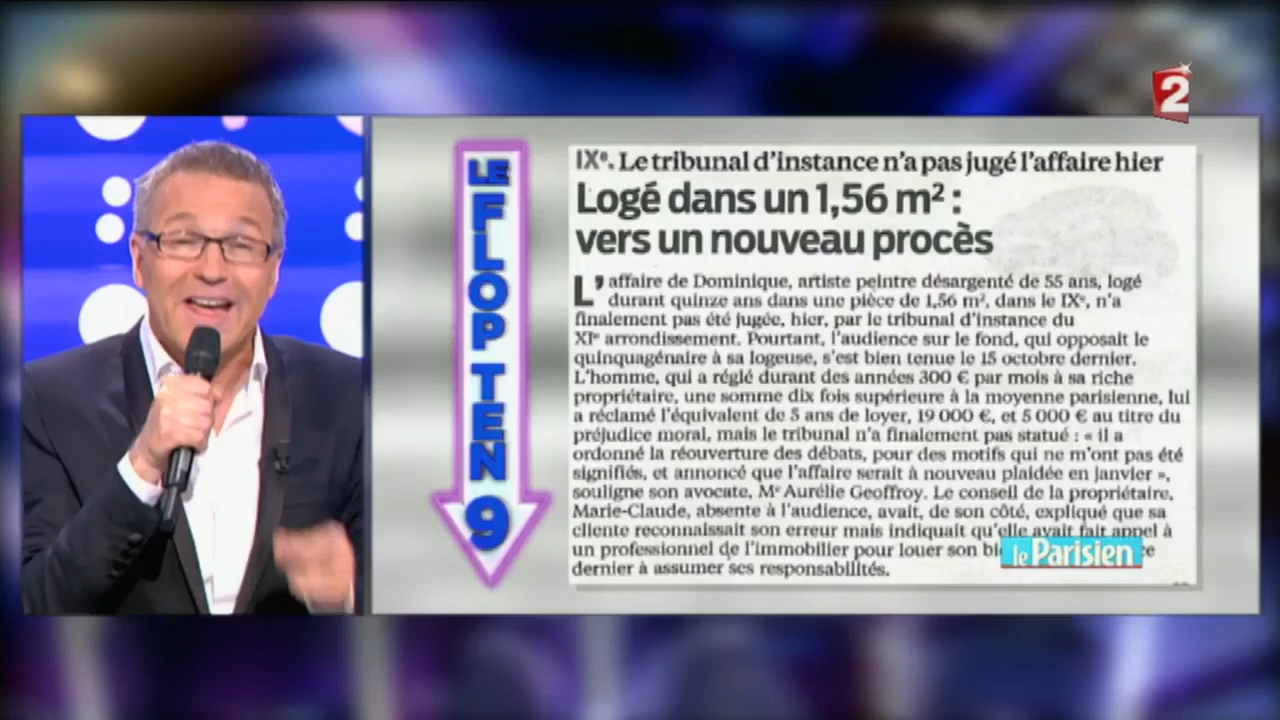 2
LE FLOP TEN 9
IXe. Le tribunal d'instance n'a pas jugé l'affaire hier
Logé dans un 1,56 m² :
vers un nouveau procès
L'affaire de Dominique, artiste peintre désargenté de 55 ans, logé
durant quinze ans dans une pièce de 1,56 m², dans le IXe, n'a
finalement pas été jugée, hier, par le tribunal d'instance du
XIe arrondissement. Pourtant, l'audience sur le fond, qui opposait le
quinquagénaire à sa logeuse, s'est bien tenue le 15 octobre dernier.
L'homme, qui a réglé durant des années 300 € par mois à sa riche
propriétaire, une somme dix fois supérieure à la moyenne parisienne, lui
a réclamé l'équivalent de 5 ans de loyer, 19 000 €, et 5 000 € au titre du
préjudice moral, mais le tribunal n'a finalement pas statué : « il a
ordonné la réouverture des débats, pour des motifs qui ne m'ont pas été
signifiés, et annoncé que l'affaire serait à nouveau plaidée en janvier »,
souligne son avocate, Me Aurélie Geoffroy. Le conseil de la propriétaire,
Marie-Claude, absente à l'audience, avait, de son côté, expliqué que sa
cliente reconnaissait son erreur mais indiquait qu'elle avait fait appel à
un professionnel de l'immobilier pour louer son
dernier à assumer ses responsabilités.
le Parisien